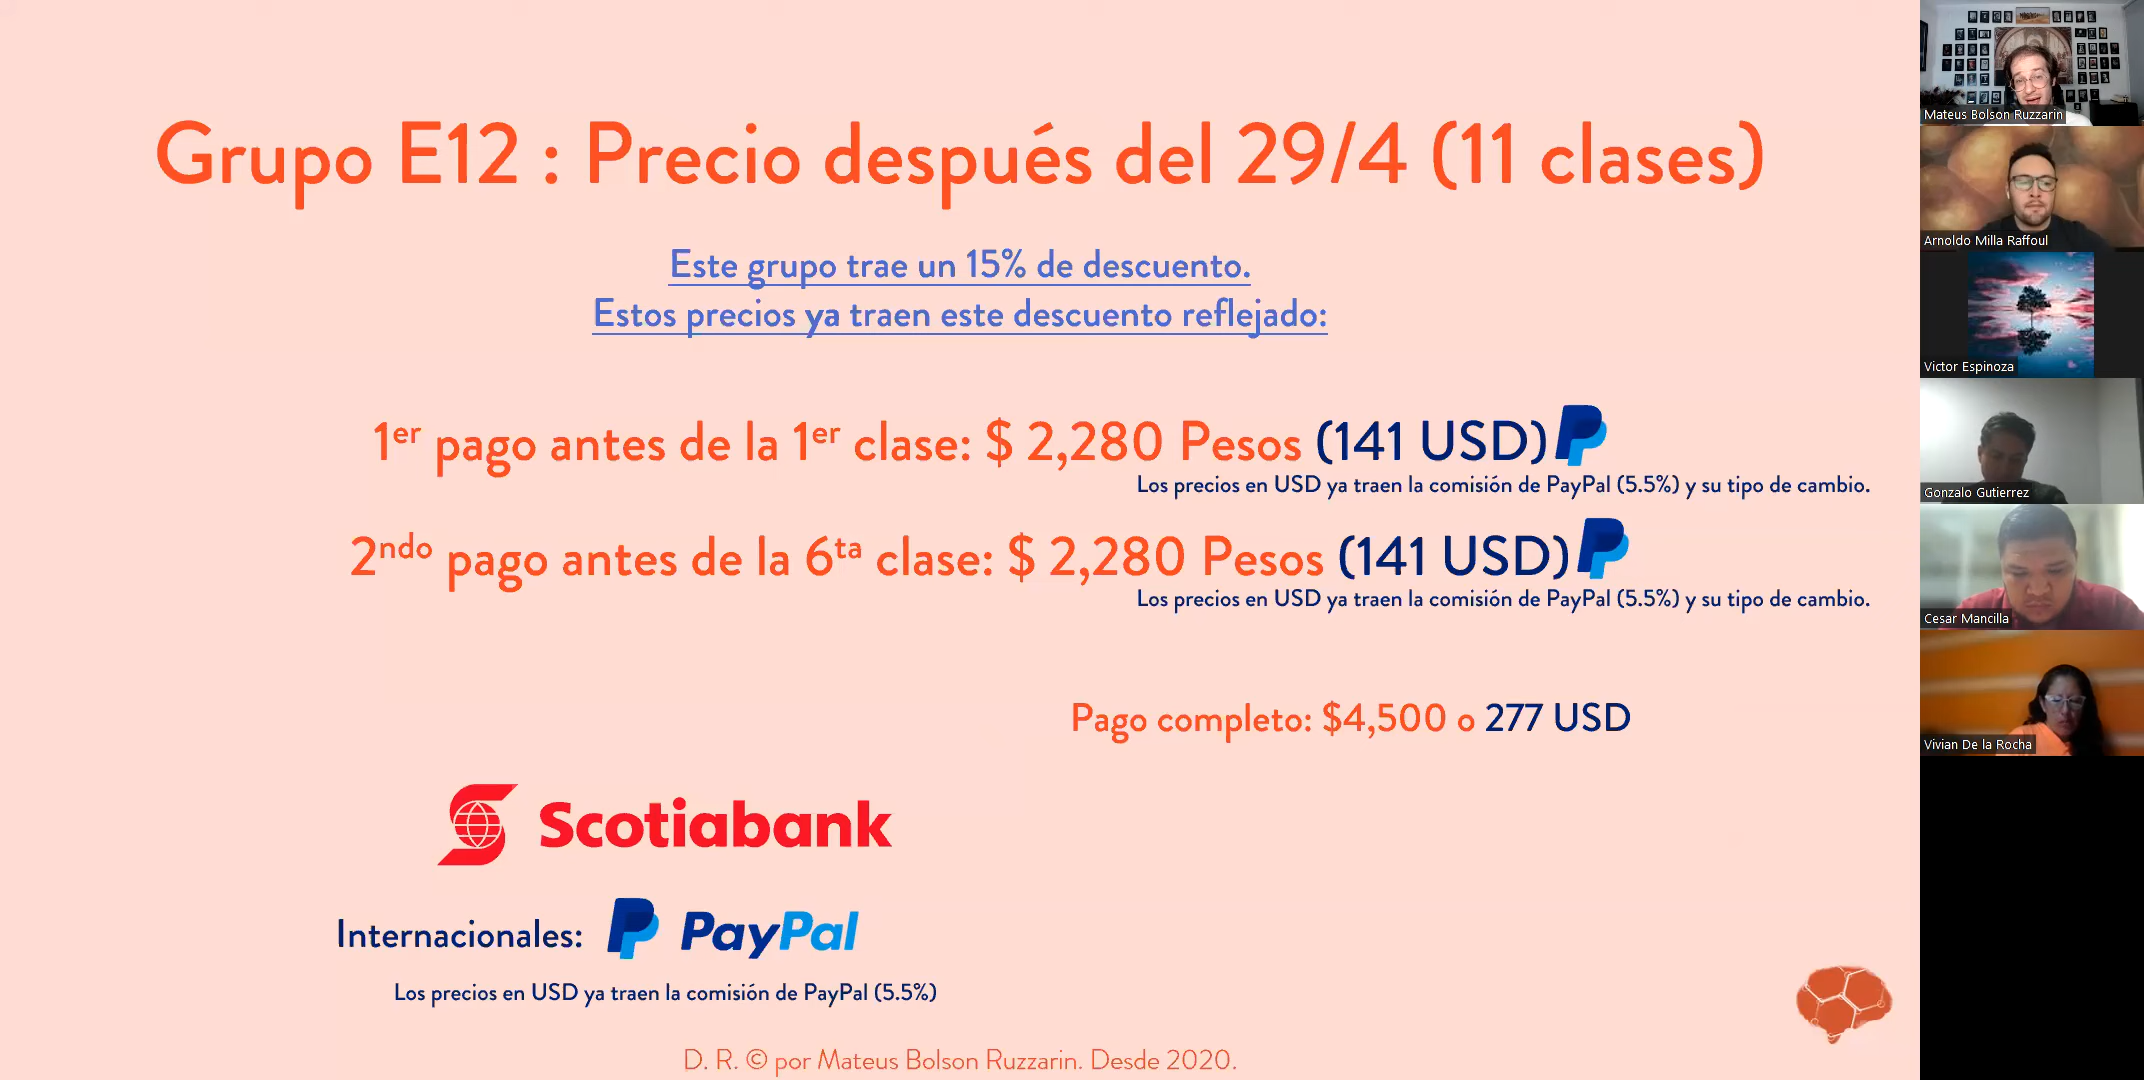 Grupo E12 : Precio después del 29/4 (11 clases)
Este grupo trae un 15% de descuento.
Estos precios ya traen este descuento reflejado:
1er pago antes de la 1er clase: $ 2,280 Pesos (141 USD)
Los precios en USD ya traen la comisión de PayPal (5.5%) y su tipo de cambio.
2ndo pago antes de la 6ta clase: $ 2,280 Pesos (141 USD)
Los precios en USD ya traen la comisión de PayPal (5.5%) y su tipo de cambio.
Pago completo: $4,500 o 277 USD
Scotiabank
Internacionales: PayPal
Los precios en USD ya traen la comisión de PayPal (5.5%)
D. R. © por Mateus Bolson Ruzzarin. Desde 2020.
Mateus Bolson Ruzzarin
Arnoldo Milla Raffoul
Victor Espinoza
Gonzalo Gutierrez
Cesar Mancilla
Vivian De la Rocha